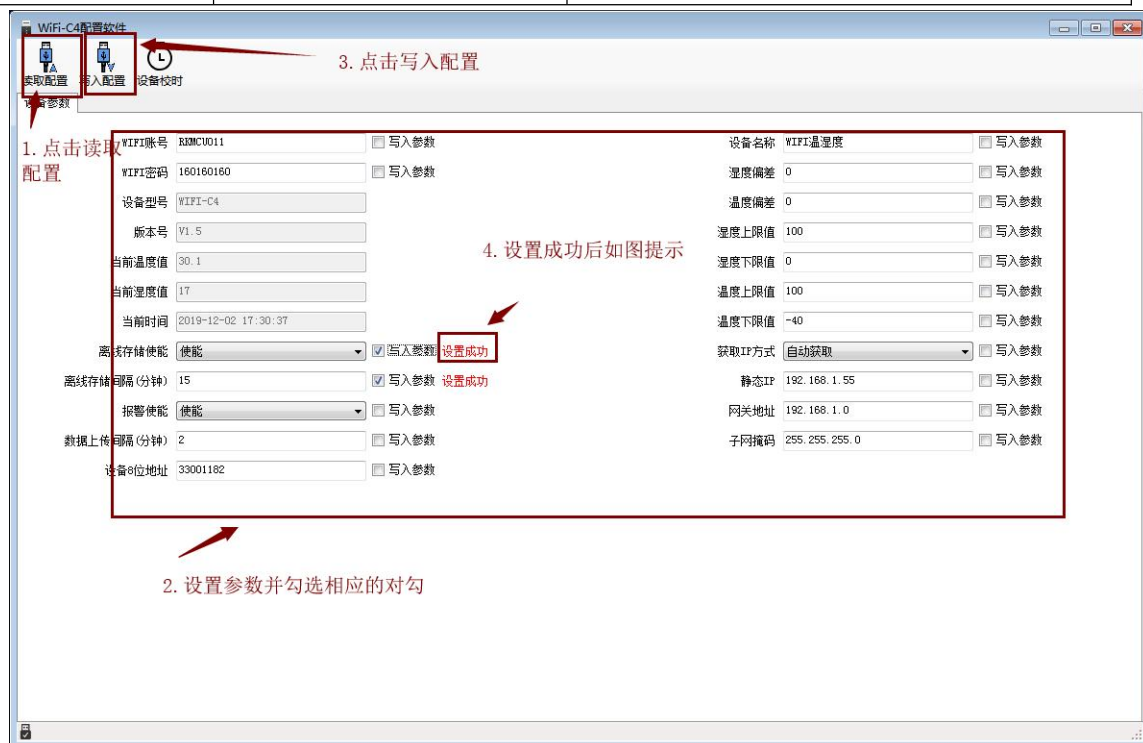 WiFi-C4配置软件
读取配置 写入配置 设备校时
3. 点击写入配置
设备参数
1. 点击读取
配置
WIFI账号 RKMCU011 写入参数 设备名称 WIFI温湿度 写入参数
WIFI密码 160160160 写入参数 湿度偏差 0 写入参数
设备型号 WIFI-C4 温度偏差 0 写入参数
版本号 V1.5 湿度上限值 100 写入参数
4. 设置成功后如图提示
当前温度值 30.1 湿度下限值 0 写入参数
当前湿度值 17 温度上限值 100 写入参数
当前时间 2019-12-02 17:30:37 温度下限值 -40 写入参数
离线存储使能 使能 写入参数 设置成功 获取IP方式 自动获取 写入参数
离线存储间隔(分钟) 15 写入参数 设置成功 静态IP 192.168.1.55 写入参数
报警使能 使能 写入参数 网关地址 192.168.1.0 写入参数
数据上传间隔(分钟) 2 写入参数 子网掩码 255.255.255.0 写入参数
设备8位地址 33001182 写入参数
2. 设置参数并勾选相应的对勾